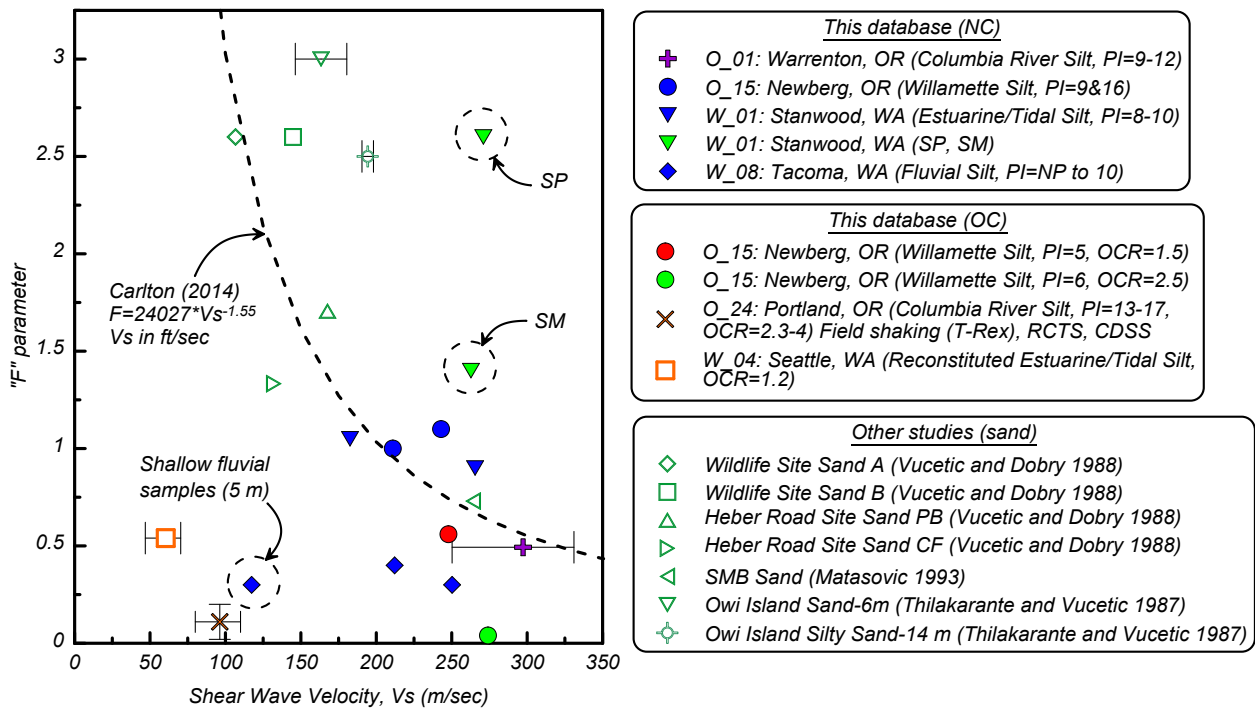 3
2.5
2
1.5
1
0.5
0
0
50
100
150
200
250
300
350
"F" parameter
Shear Wave Velocity, Vs (m/sec)
SP
Carlton (2014)
F=24027*Vs-1.55
Vs in ft/sec
SM
Shallow fluvial
samples (5 m)
This database (NC)
O_01: Warrenton, OR (Columbia River Silt, PI=9-12)
O_15: Newberg, OR (Willamette Silt, PI=9&16)
W_01: Stanwood, WA (Estuarine/Tidal Silt, PI=8-10)
W_01: Stanwood, WA (SP, SM)
W_08: Tacoma, WA (Fluvial Silt, PI=NP to 10)
This database (OC)
O_15: Newberg, OR (Willamette Silt, PI=5, OCR=1.5)
O_15: Newberg, OR (Willamette Silt, PI=6, OCR=2.5)
O_24: Portland, OR (Columbia River Silt, PI=13-17,
OCR=2.3-4) Field shaking (T-Rex), RCTS, CDSS
W_04: Seattle, WA (Reconstituted Estuarine/Tidal Silt,
OCR=1.2)
Other studies (sand)
Wildlife Site Sand A (Vucetic and Dobry 1988)
Wildlife Site Sand B (Vucetic and Dobry 1988)
Heber Road Site Sand PB (Vucetic and Dobry 1988)
Heber Road Site Sand CF (Vucetic and Dobry 1988)
SMB Sand (Matasovic 1993)
Owi Island Sand-6m (Thilakarante and Vucetic 1987)
Owi Island Silty Sand-14 m (Thilakarante and Vucetic 1987)